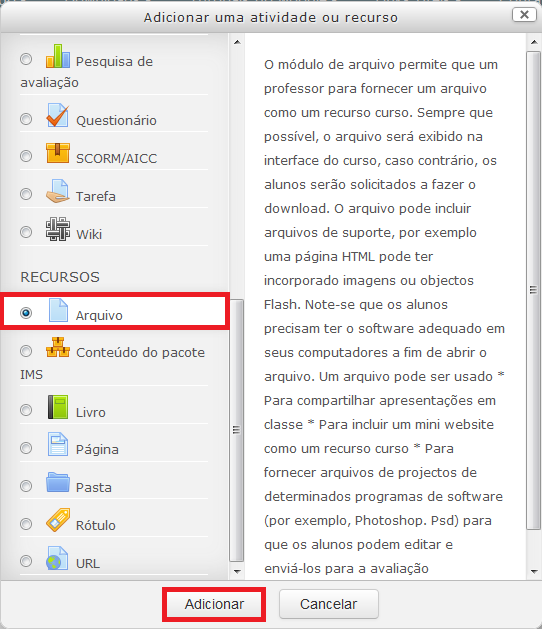 Adicionar uma atividade ou recurso
Pesquisa de
avaliação
Questionário
SCORM/AICC
Tarefa
Wiki
RECURSOS
Arquivo
Conteúdo do pacote
IMS
Livro
Página
Pasta
Rótulo
URL
O módulo de arquivo permite que um
professor para fornecer um arquivo
como um recurso curso. Sempre que
possível, o arquivo será exibido na
interface do curso, caso contrário, os
alunos serão solicitados a fazer o
download. O arquivo pode incluir
arquivos de suporte, por exemplo
uma página HTML pode ter
incorporado imagens ou objectos
Flash. Note-se que os alunos
precisam ter o software adequado em
seus computadores a fim de abrir o
arquivo. Um arquivo pode ser usado *
Para compartilhar apresentações em
classe * Para incluir um mini website
como um recurso curso * Para
fornecer arquivos de projectos de
determinados programas de software
(por exemplo, Photoshop. Psd) para
que os alunos podem editar e
enviá-los para a avaliação
Adicionar
Cancelar